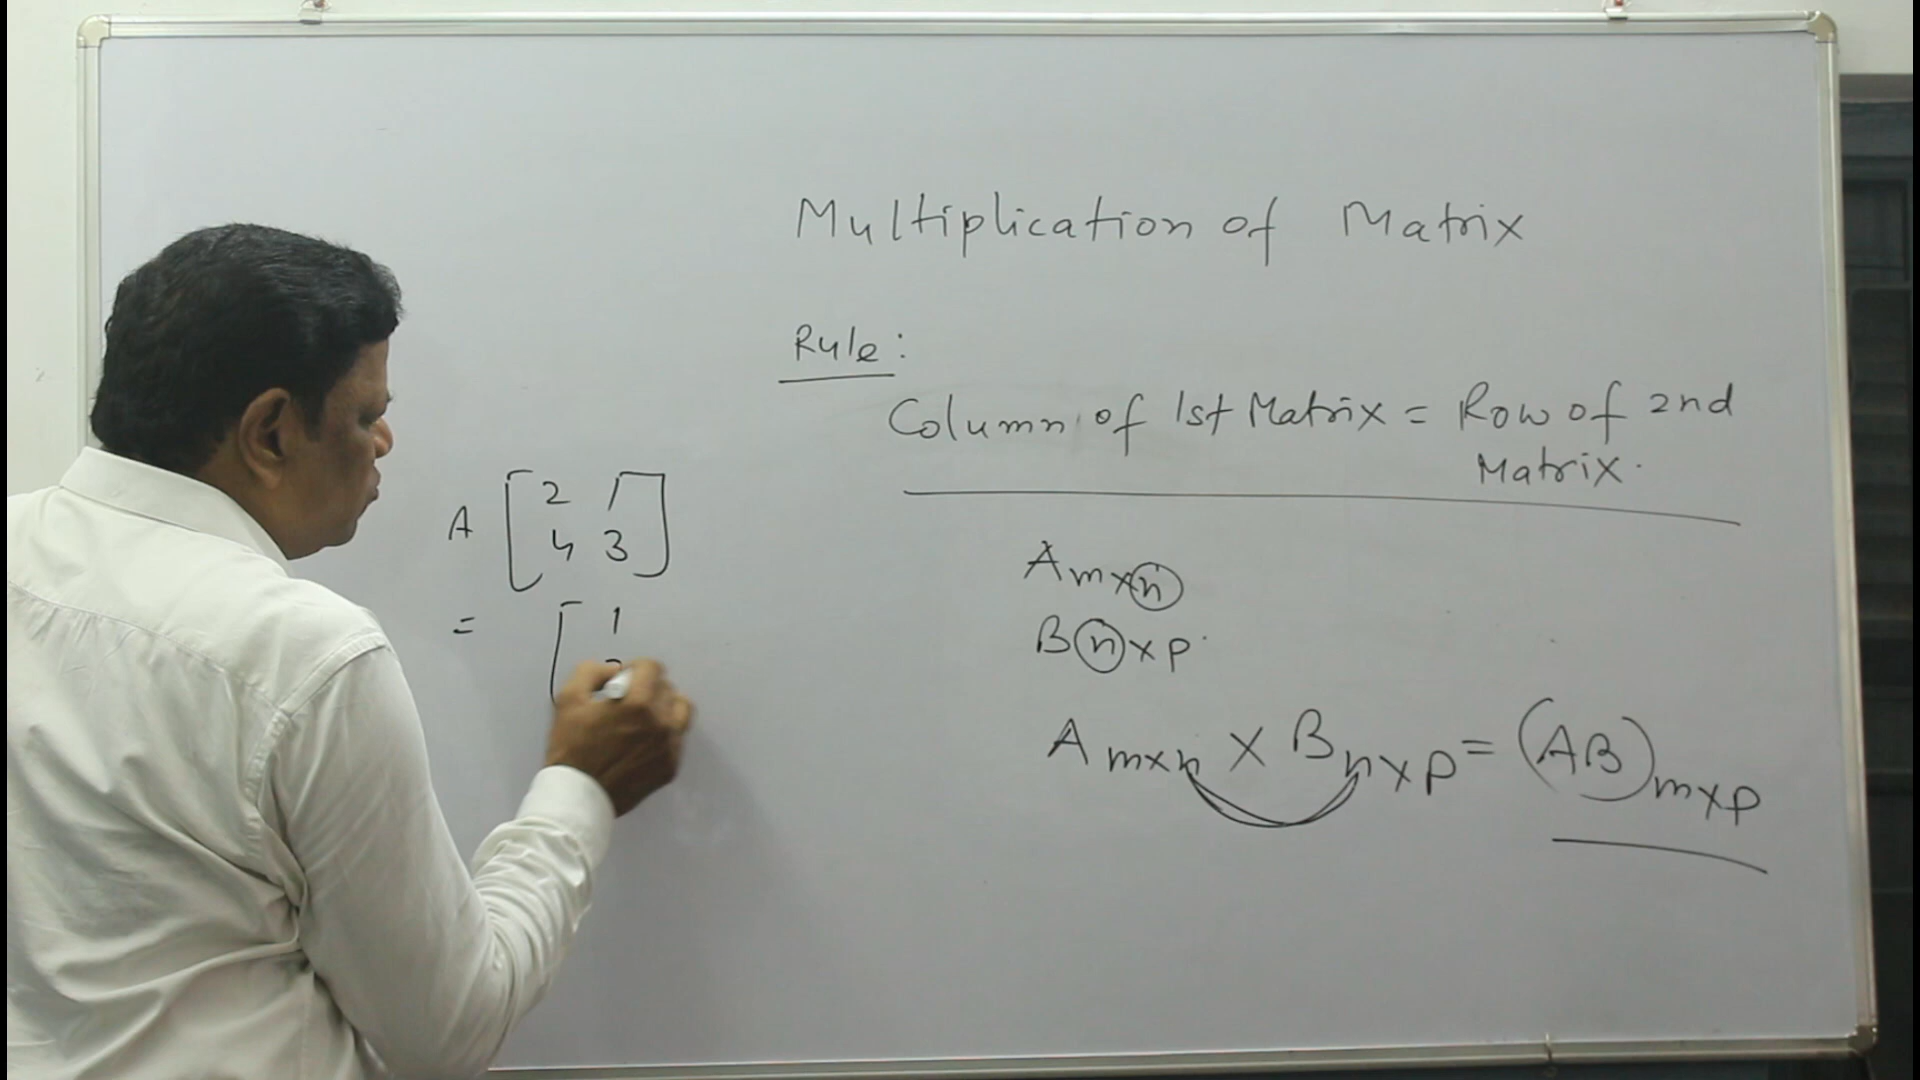 Multiplication of Matrix
Rule:
Column of 1st Matrix = Row of 2nd
Matrix.
A [ 2 1 ]
[ 4 3 ]
= [ 1
Am×n
Bn×p
Am×n × Bn×p = (AB)m×p